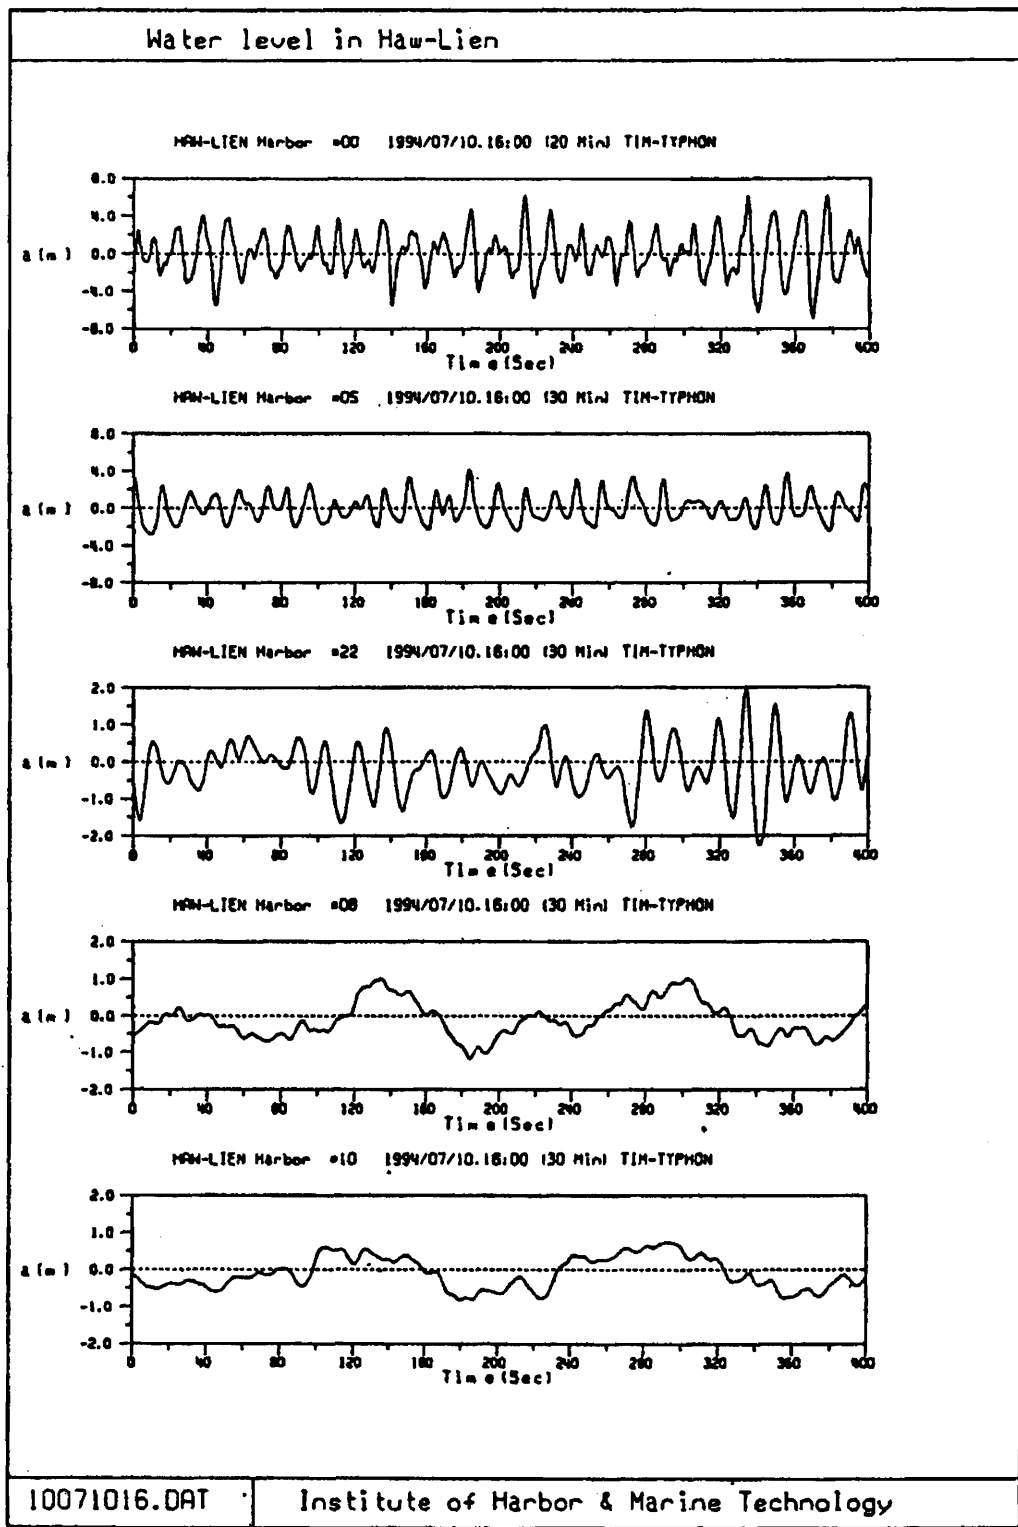 Water level in Haw-Lien
HAW-LIEN Harbor #00 1994/07/10.16:00 (20 Min) TIM-TYPHON
8.0
4.0
a(m) 0.0
-4.0
-8.0
0 40 80 120 160 200 240 280 320 360 400
Time(Sec)
HAW-LIEN Harbor #05 1994/07/10.16:00 (30 Min) TIM-TYPHON
8.0
4.0
a(m) 0.0
-4.0
-8.0
0 40 80 120 160 200 240 280 320 360 400
Time(Sec)
HAW-LIEN Harbor #22 1994/07/10.16:00 (30 Min) TIM-TYPHON
2.0
1.0
a(m) 0.0
-1.0
-2.0
0 40 80 120 160 200 240 280 320 360 400
Time(Sec)
HAW-LIEN Harbor #08 1994/07/10.16:00 (30 Min) TIM-TYPHON
2.0
1.0
a(m) 0.0
-1.0
-2.0
0 40 80 120 160 200 240 280 320 360 400
Time(Sec)
HAW-LIEN Harbor #10 1994/07/10.16:00 (30 Min) TIM-TYPHON
2.0
1.0
a(m) 0.0
-1.0
-2.0
0 40 80 120 160 200 240 280 320 360 400
Time(Sec)
10071016.DAT
Institute of Harbor & Marine Technology